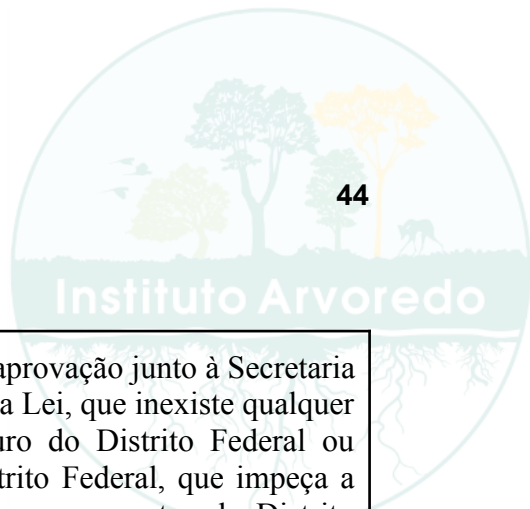 44
Instituto Arvoredo
aprovação junto à Secretaria
a Lei, que inexiste qualquer
uro do Distrito Federal ou
trito Federal, que impeça a